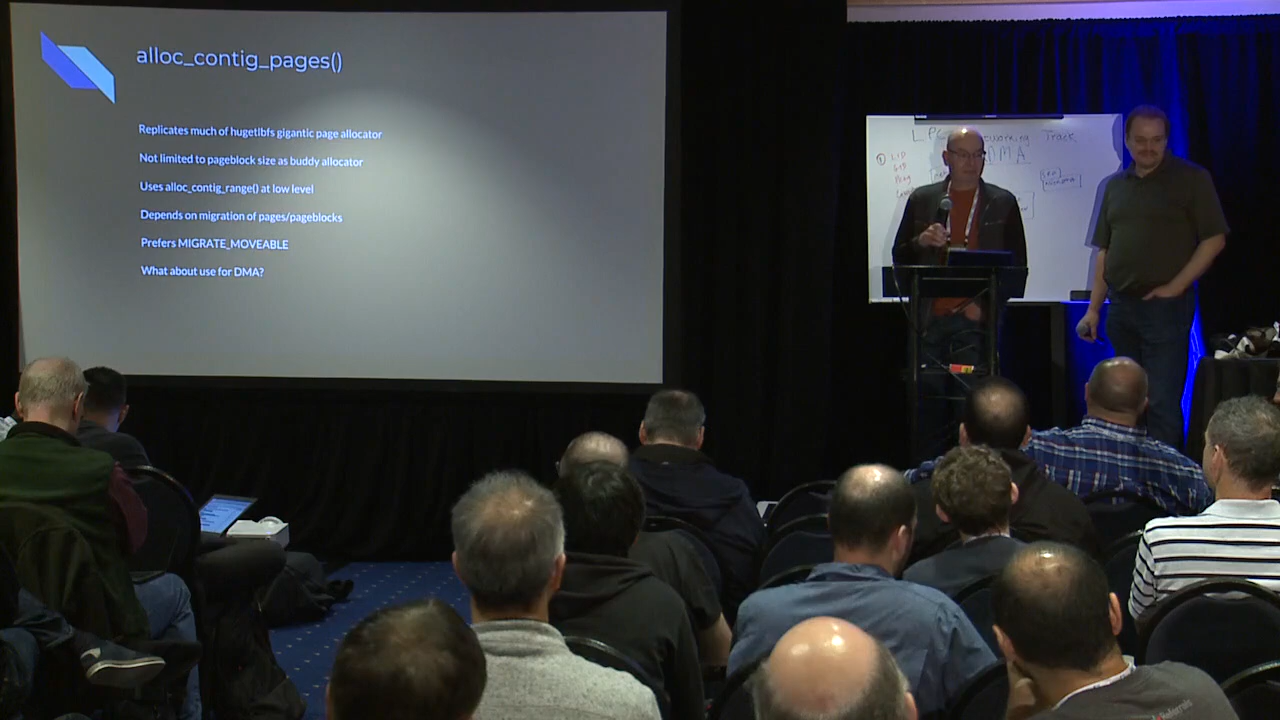 alloc_contig_pages()
Replicates much of hugetlbfs gigantic page allocator
Not limited to pageblock size as buddy allocator
Uses alloc_contig_range() at low level
Depends on migration of pages/pageblocks
Prefers MIGRATE_MOVEABLE
What about use for DMA?
Track